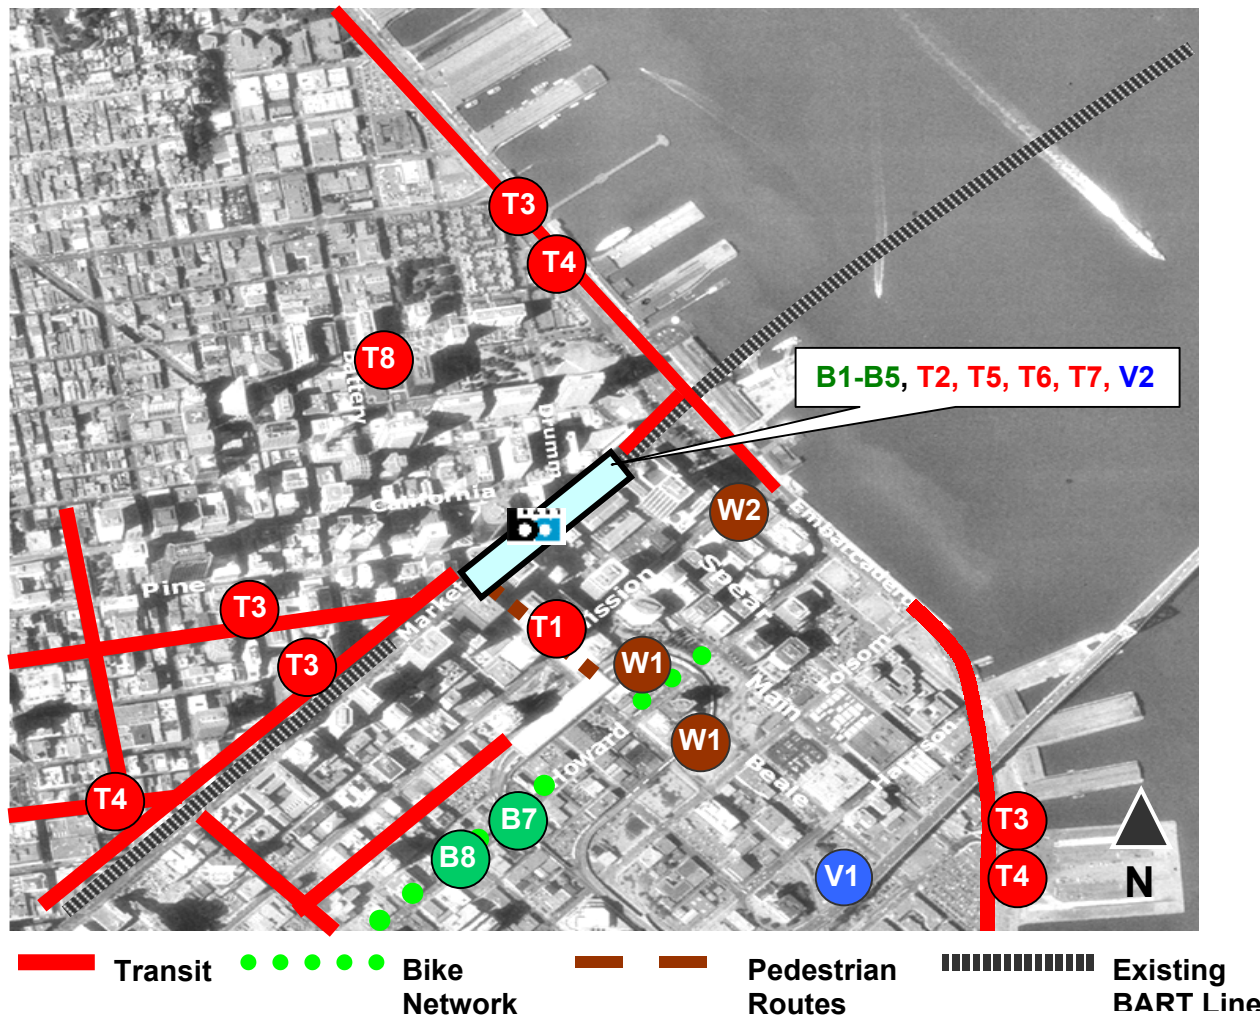 T3
T4
T8
Battery
B1-B5, T2, T5, T6, T7, V2
Drumm
California
W2
Embarcadero
Pine
T3
Market
Mission
Spear
T1
T3
W1
Main
Folsom
W1
Howard
Beale
Harrison
T4
B7
B8
V1
T3
T4
N
Transit
Bike
Network
Pedestrian
Routes
Existing
BART Line